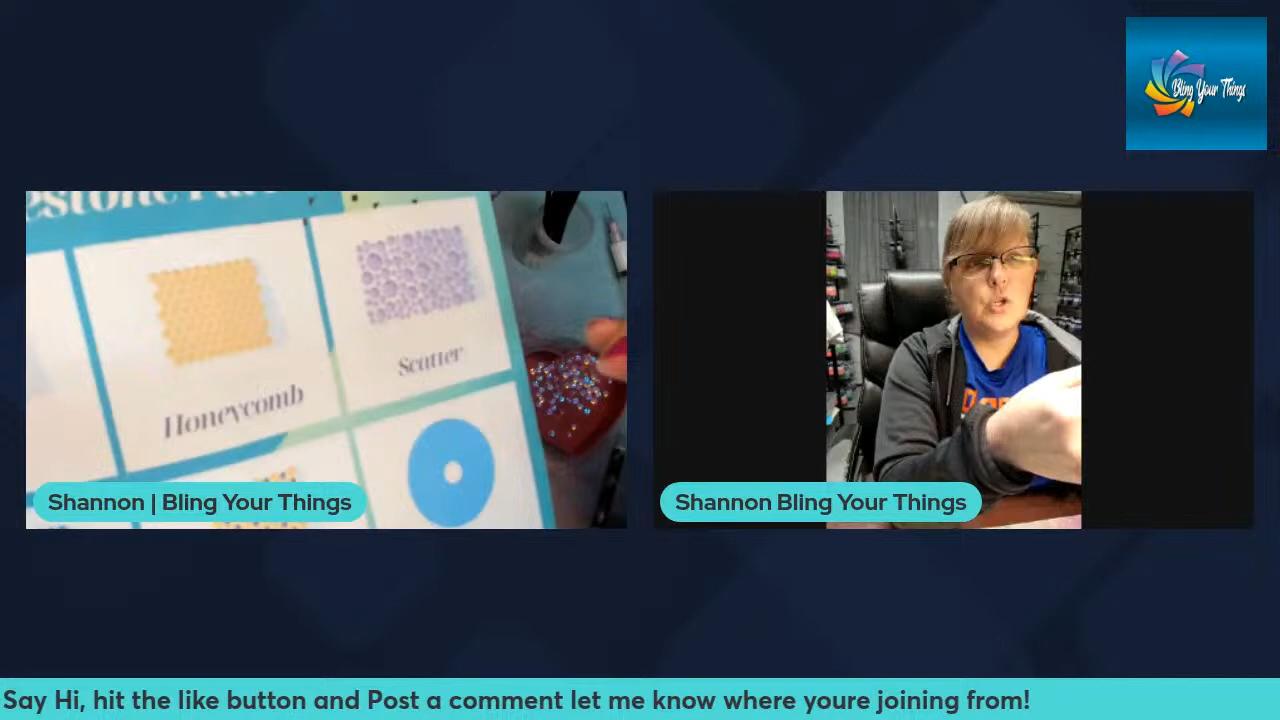 Bling Your Things
Honeycomb
Scatter
Shannon | Bling Your Things
Shannon Bling Your Things
Say Hi, hit the like button and Post a comment let me know where youre joining from!